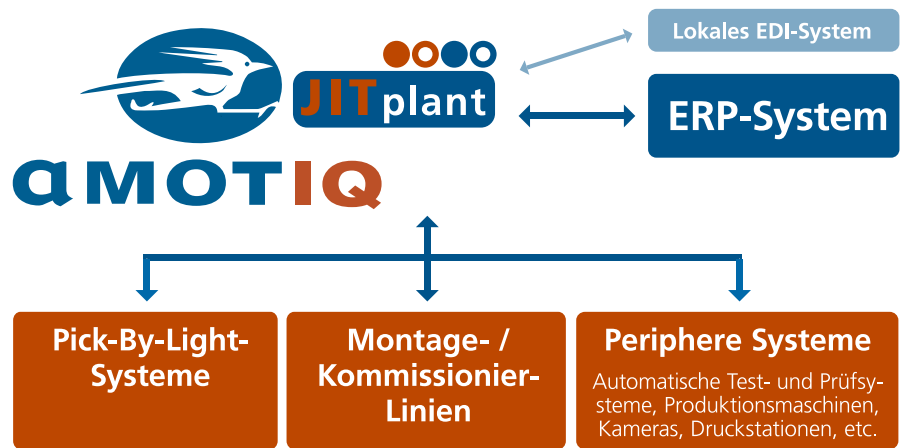 Lokales EDI-System
JITplant
ERP-System
aMOTIQ
Pick-By-Light-
Systeme
Montage- /
Kommissionier-
Linien
Periphere Systeme
Automatische Test- und Prüfsy-
steme, Produktionsmaschinen,
Kameras, Druckstationen, etc.